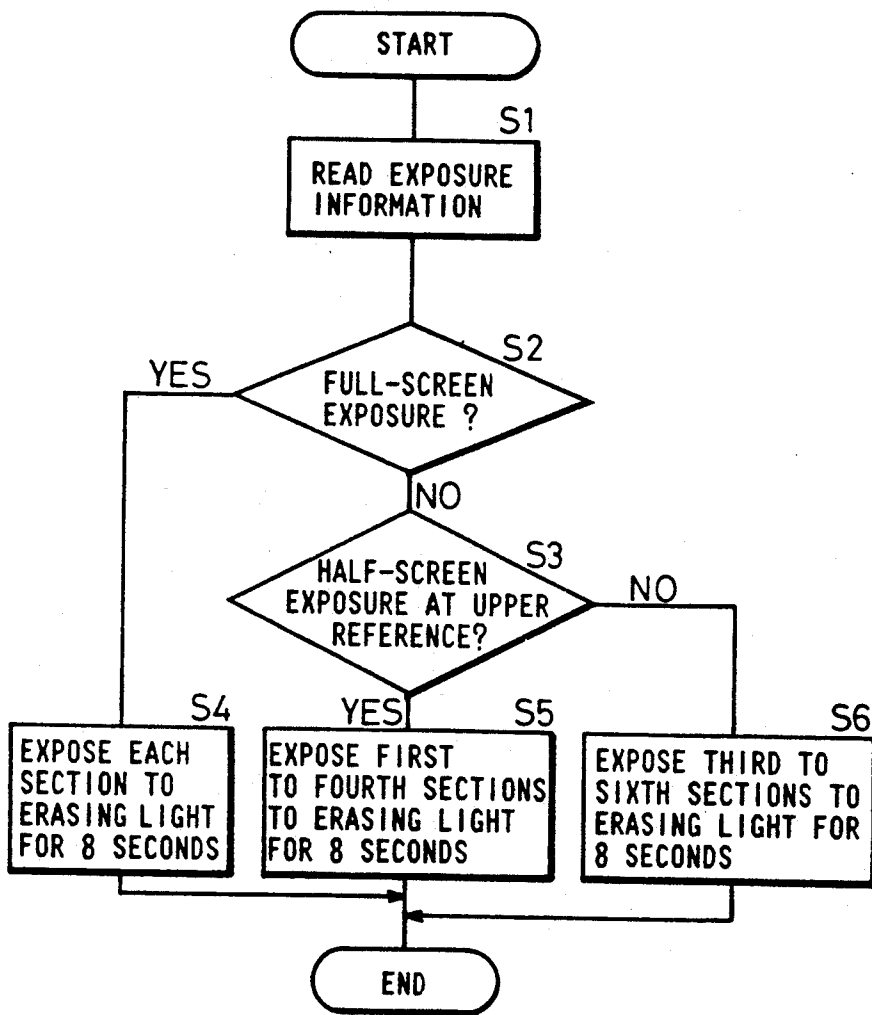 START
S1
READ EXPOSURE
INFORMATION
S2
YES
FULL-SCREEN
EXPOSURE ?
NO
S3
HALF-SCREEN
EXPOSURE AT UPPER
REFERENCE?
NO
S4
EXPOSE EACH
SECTION TO
ERASING LIGHT
FOR 8 SECONDS
YES
S5
EXPOSE FIRST
TO FOURTH SECTIONS
TO ERASING LIGHT
FOR 8 SECONDS
S6
EXPOSE THIRD TO
SIXTH SECTIONS TO
ERASING LIGHT FOR
8 SECONDS
END